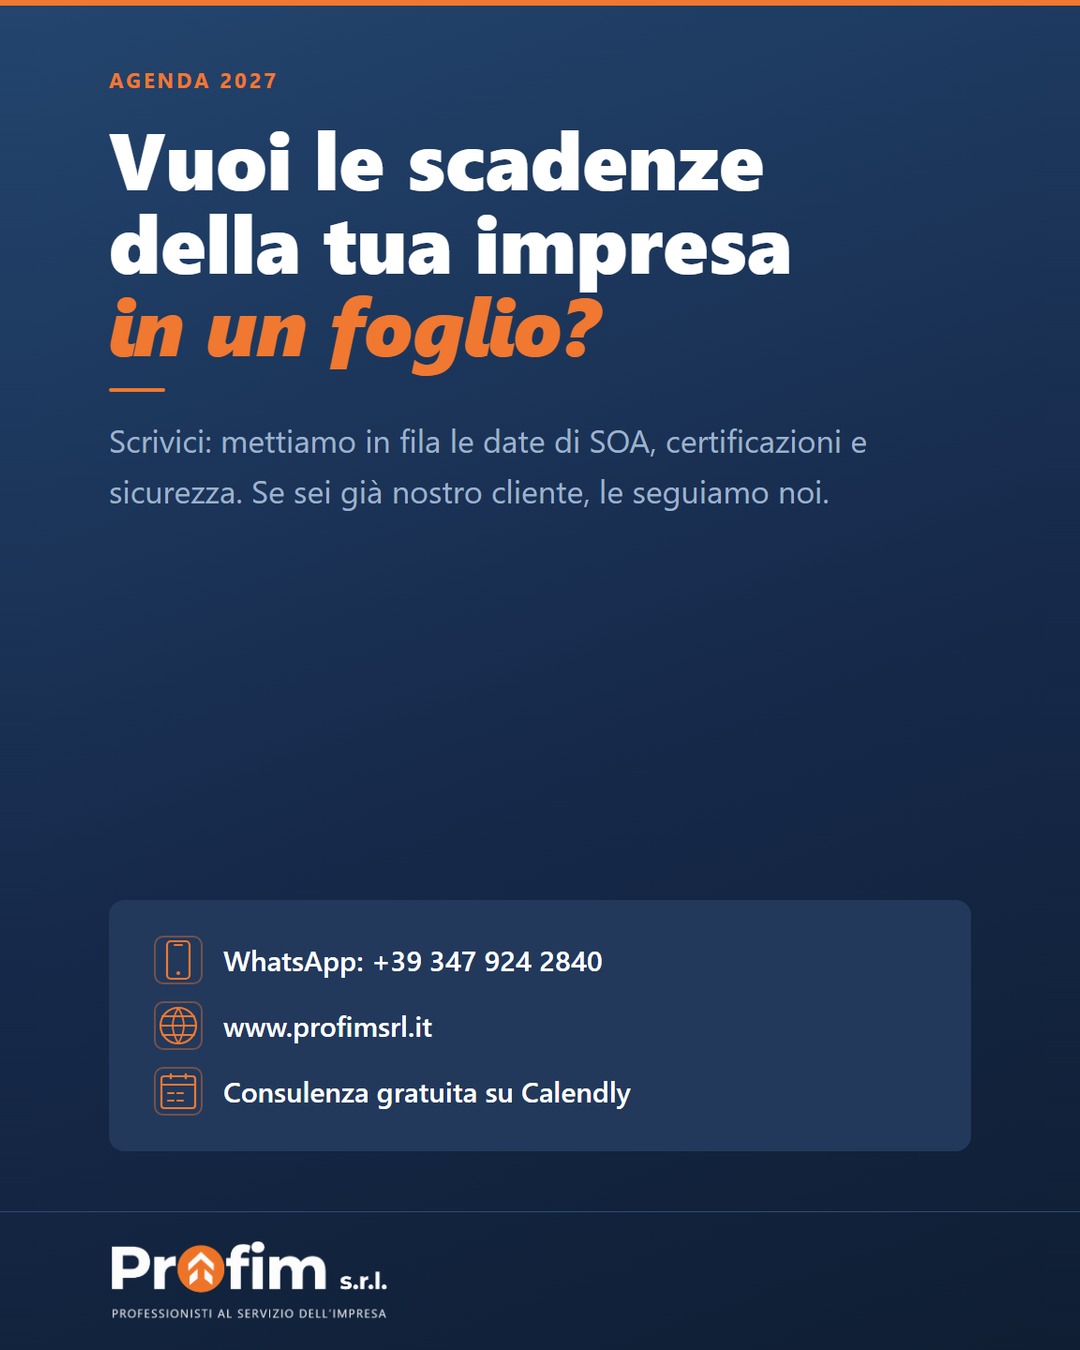 AGENDA 2027
Vuoi le scadenze
della tua impresa
in un foglio?
Scrivici: mettiamo in fila le date di SOA, certificazioni e
sicurezza. Se sei già nostro cliente, le seguiamo noi.
WhatsApp: +39 347 924 2840
www.profimsrl.it
Consulenza gratuita su Calendly
Profim s.r.l.
PROFESSIONISTI AL SERVIZIO DELL'IMPRESA